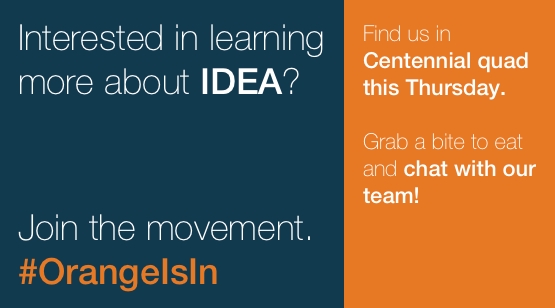 Interested in learning
more about IDEA?
Join the movement.
#OrangeIsIn
Find us in
Centennial quad
this Thursday.
Grab a bite to eat
and chat with our
team!